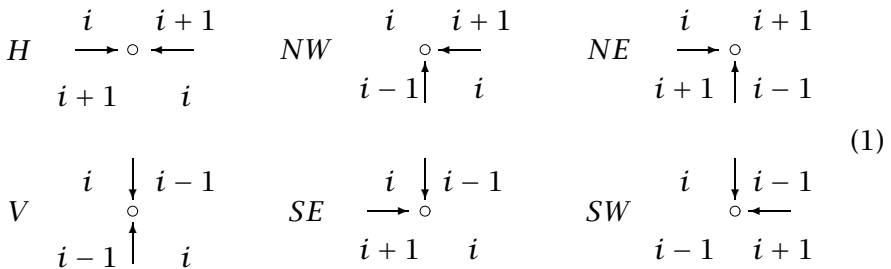 i i + 1 i i + 1 i i + 1
H NW NE
i + 1 i i − 1 i i + 1 i − 1
(1)
i i − 1 i i − 1 i i − 1
V SE SW
i − 1 i i + 1 i i − 1 i + 1